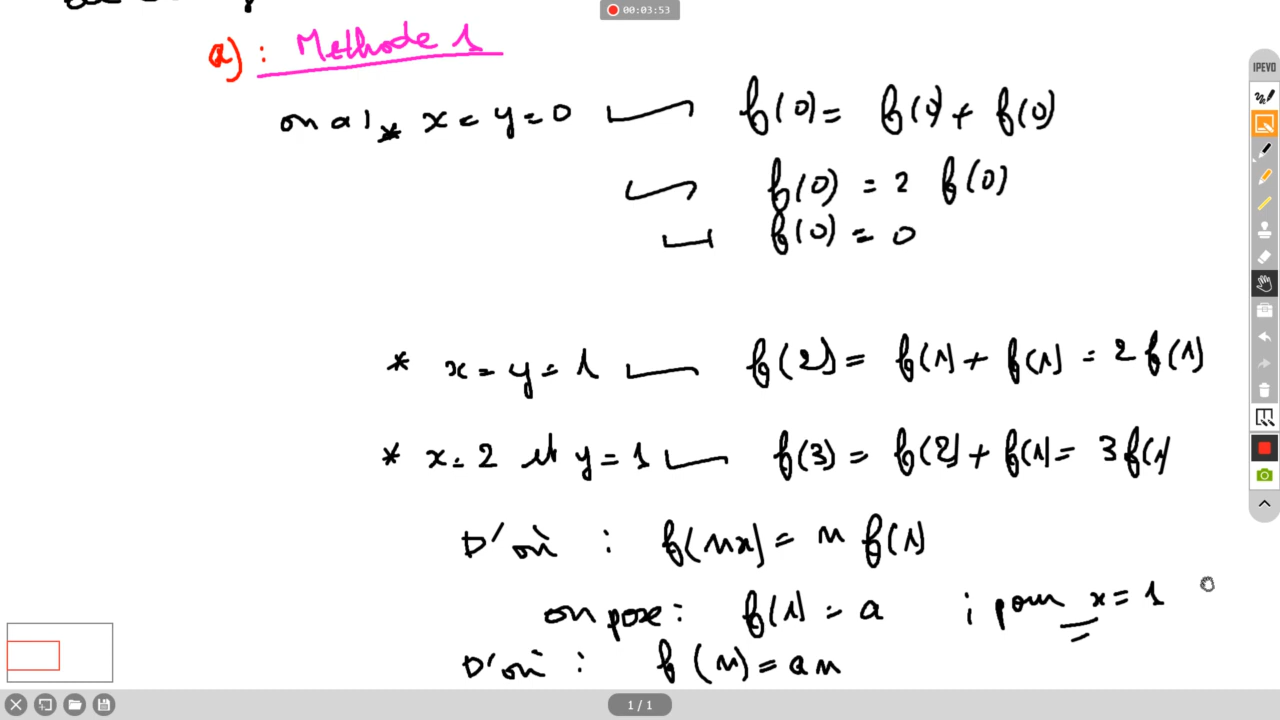 00:03:53
a) : Methode 1
IPEVO
on a : * x = y = 0 ↦ f(0) = f(0) + f(0)
f(0) = 2 f(0)
f(0) = 0
* x = y = 1 f(2) = f(1) + f(1) = 2 f(1)
* x = 2 et y = 1 f(3) = f(2) + f(1) = 3 f(1)
D'où : f(nx) = n f(1)
on pose : f(1) = a ; pour x = 1
D'où : f(n) = an
1 / 1